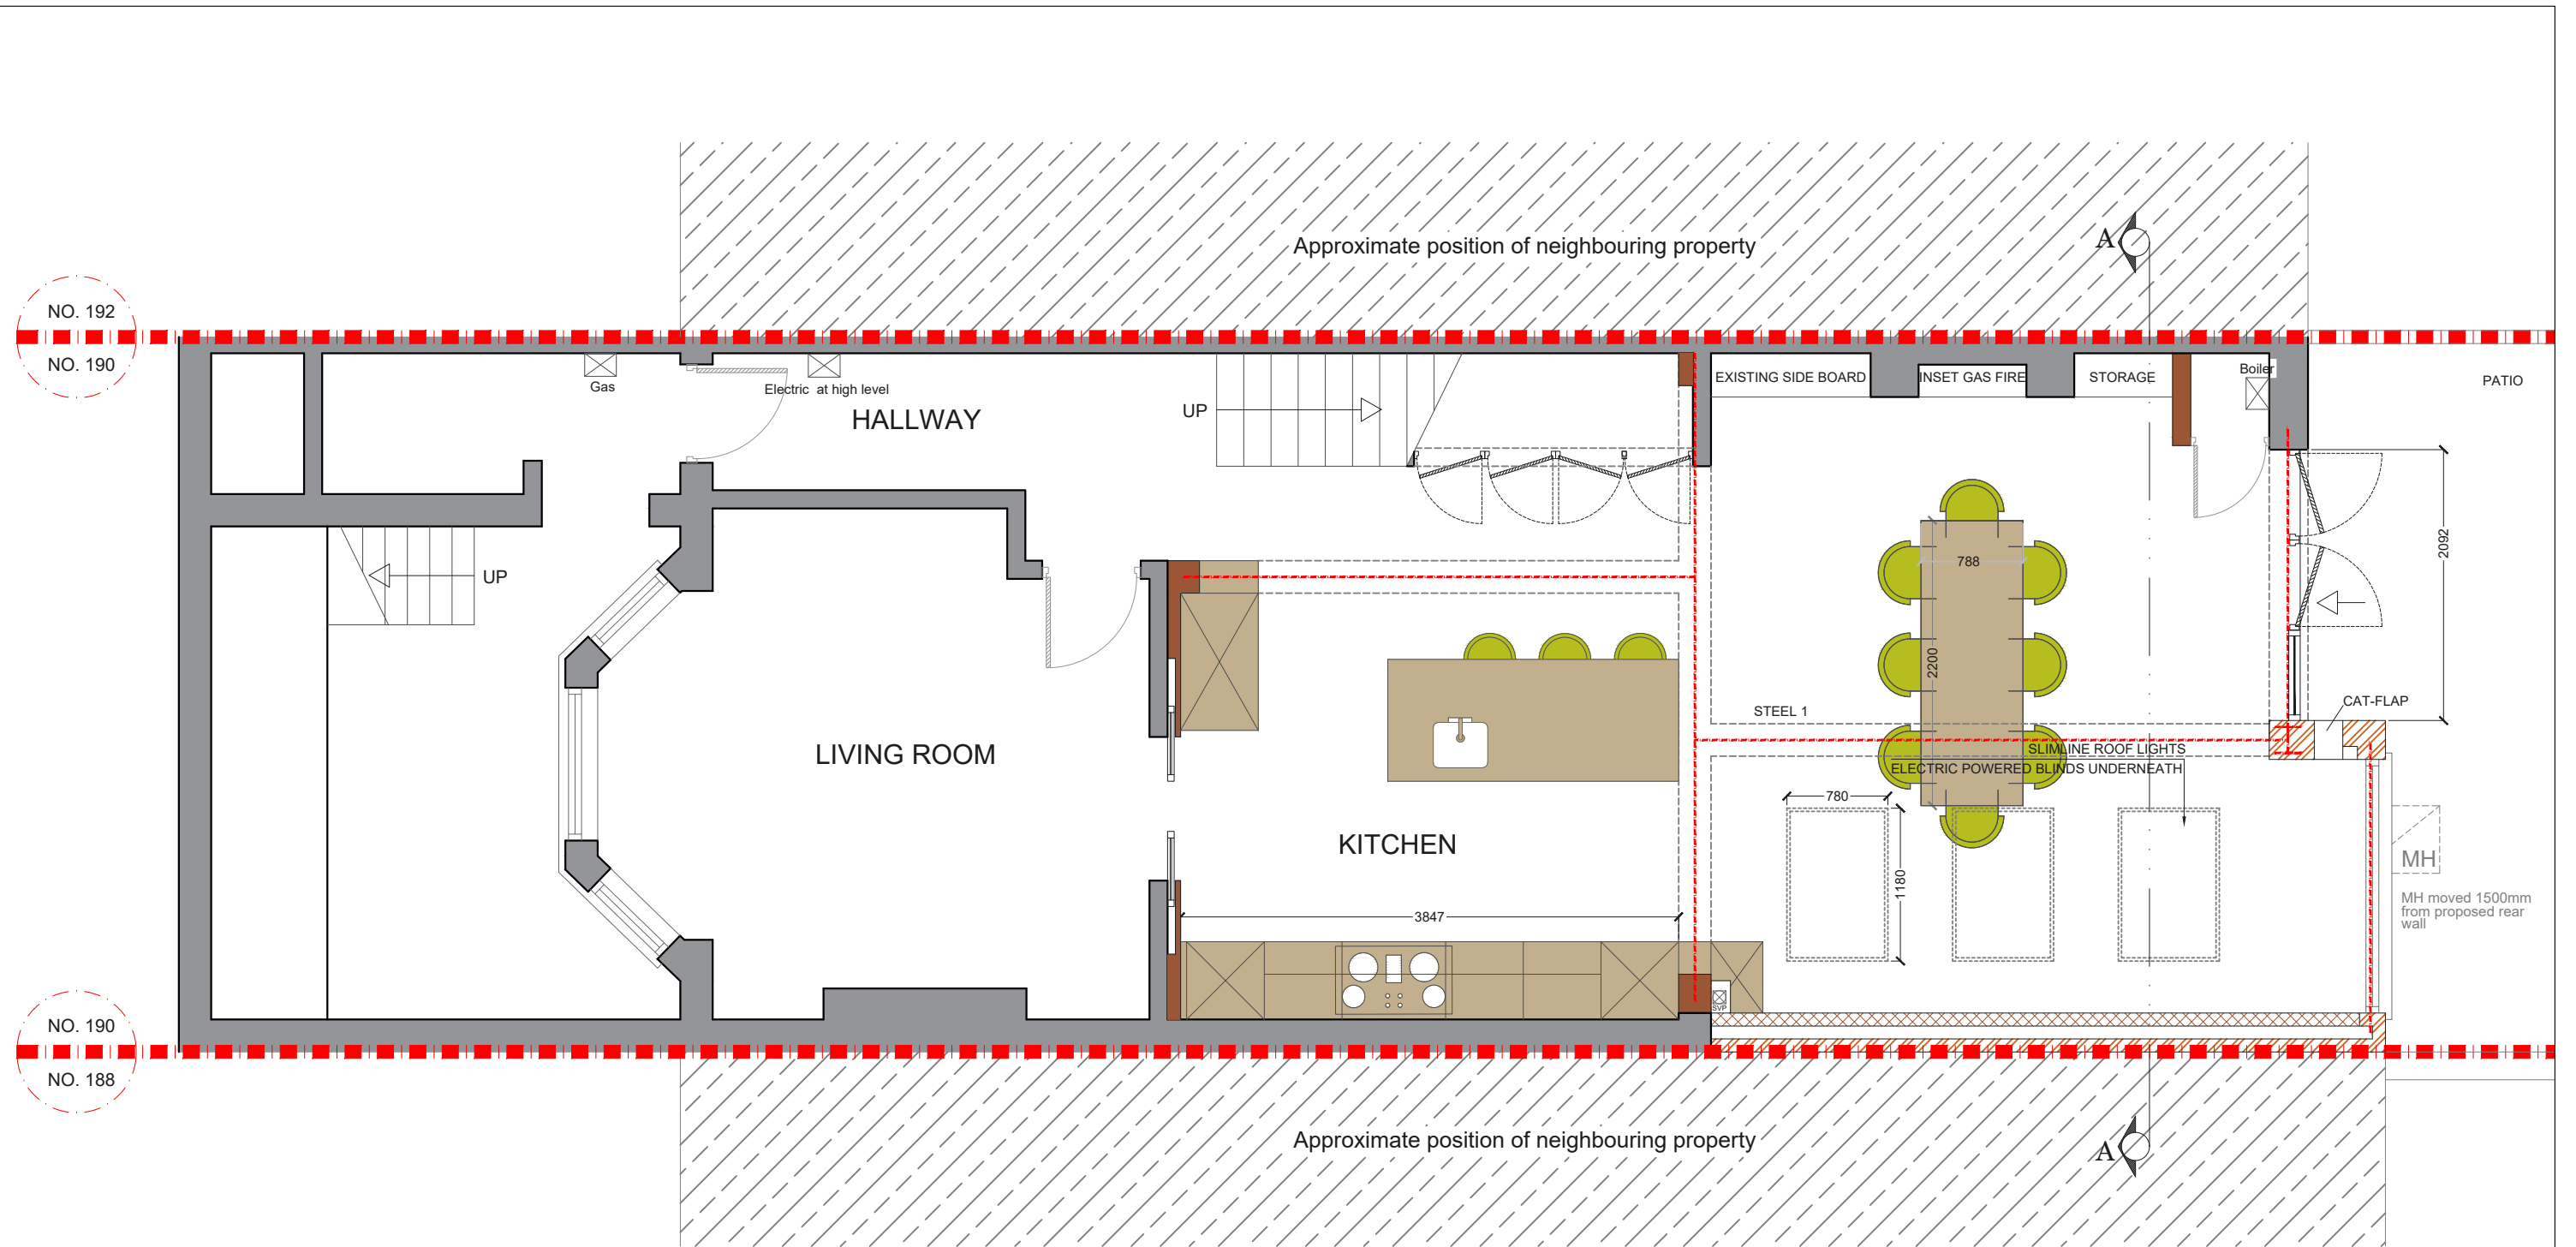 Approximate position of neighbouring property
A
NO. 192
NO. 190
Gas
Electric  at high level
HALLWAY
UP
EXISTING SIDE BOARD
INSET GAS FIRE
STORAGE
Boiler
PATIO
UP
788
2092
2200
STEEL 1
CAT-FLAP
LIVING ROOM
SLIMLINE ROOF LIGHTS
ELECTRIC POWERED BLINDS UNDERNEATH
780
KITCHEN
1180
MH
MH moved 1500mm
from proposed rear
wall
3847
SVP
NO. 190
NO. 188
Approximate position of neighbouring property
A